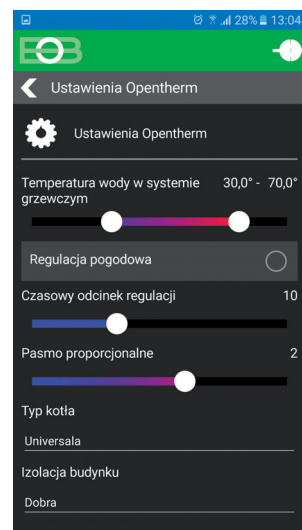 28% 13:04
EOB
Ustawienia Opentherm
Ustawienia Opentherm
Temperatura wody w systemie 30,0° - 70,0°
grzewczym
Regulacja pogodowa
Czasowy odcinek regulacji 10
Pasmo proporcjonalne 2
Typ kotła
Universala
Izolacja budynku
Dobra